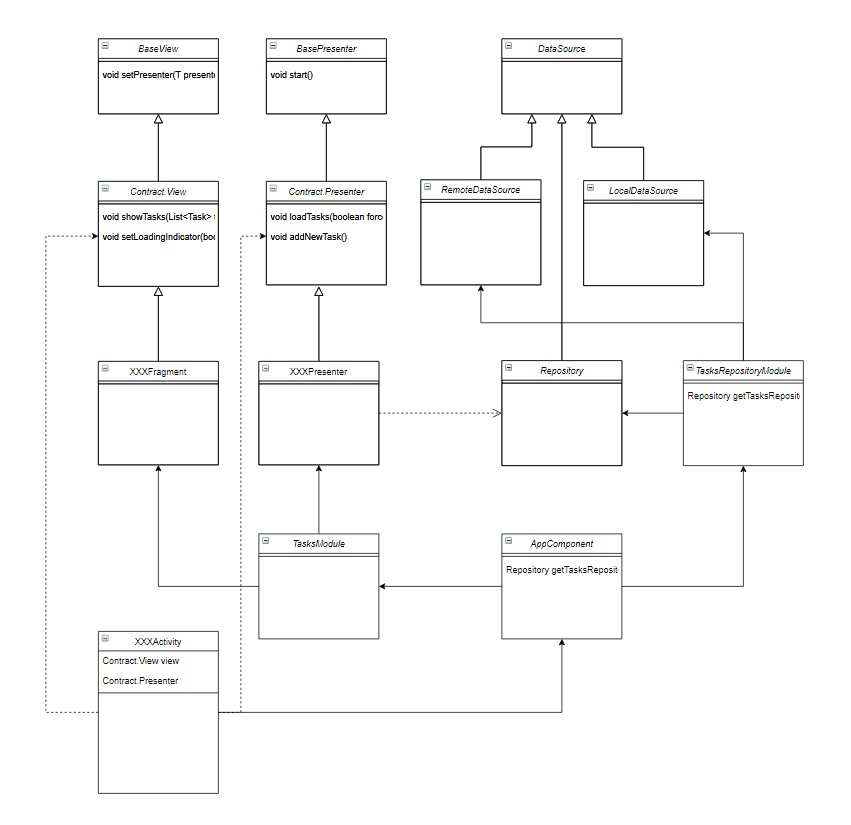 BaseView
void setPresenter(T present
BasePresenter
void start()
DataSource
Contract.View
void showTasks(List<Task>
void setLoadingIndicator(boo
Contract.Presenter
void loadTasks(boolean forc
void addNewTask()
RemoteDataSource
LocalDataSource
XXXFragment
XXXPresenter
Repository
TasksRepositoryModule
Repository getTasksReposit
TasksModule
AppComponent
Repository getTasksReposit
XXXActivity
Contract.View view
Contract.Presenter